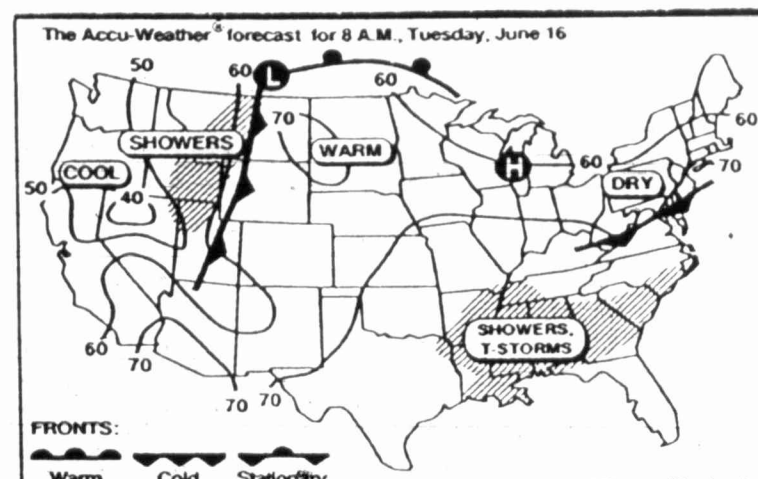 The Accu-Weather® forecast for 8 A.M., Tuesday, June 16
50
60
L
60
70
SHOWERS
WARM
60
COOL
H
60
DRY
70
50
40
SHOWERS,
T-STORMS
60
70
70
70
FRONTS:
Warm
Cold
Stationary